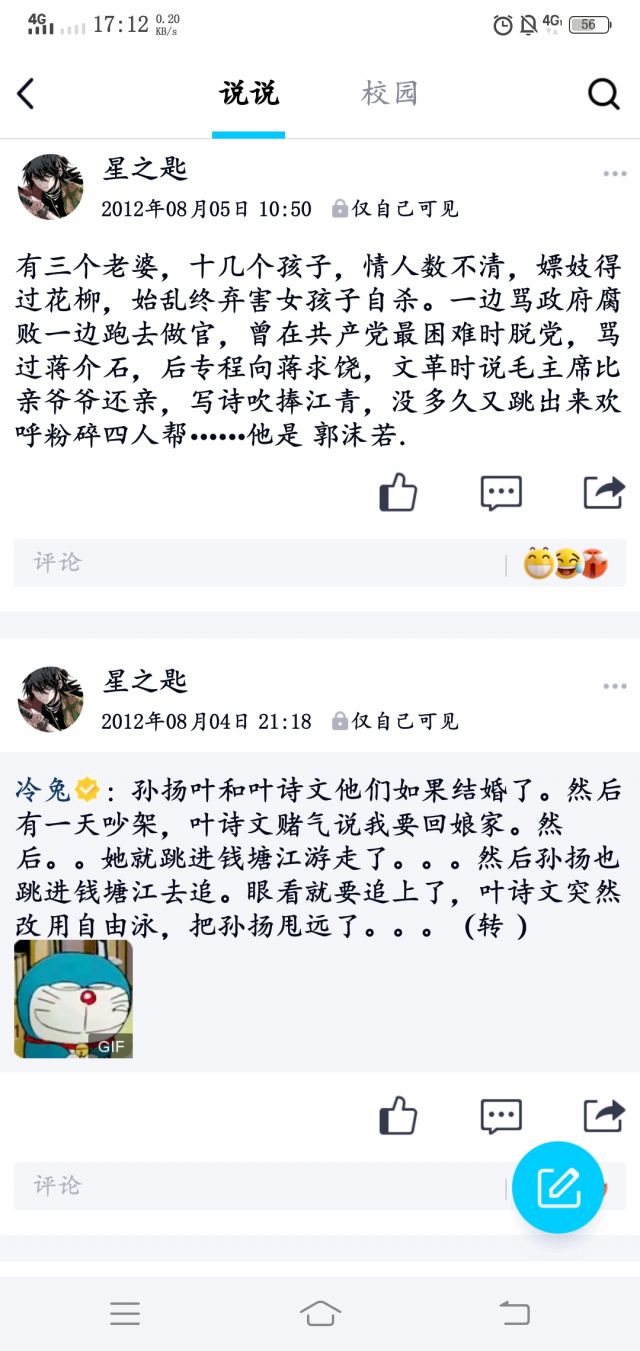 4G 17:12 0.20 KB/s 4G 56
说说 校园
星之匙
2012年08月05日 10:50 仅自己可见
有三个老婆，十几个孩子，情人数不清，嫖妓得
过花柳，始乱终弃害女孩子自杀。一边骂政府腐
败一边跑去做官，曾在共产党最困难时脱党，骂
过蒋介石，后专程向蒋求饶，文革时说毛主席比
亲爷爷还亲，写诗吹捧江青，没多久又跳出来欢
呼粉碎四人帮••••••他是 郭沫若.
评论
星之匙
2012年08月04日 21:18 仅自己可见
冷兔：孙扬叶和叶诗文他们如果结婚了。然后
有一天吵架，叶诗文赌气说我要回娘家。然
后。。她就跳进钱塘江游走了。。。然后孙扬也
跳进钱塘江去追。眼看就要追上了，叶诗文突然
改用自由泳，把孙扬甩远了。。。（转 ）
GIF
评论